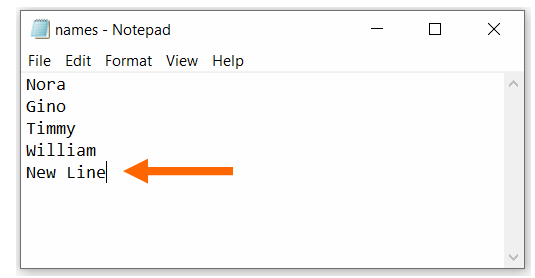 names - Notepad
File Edit Format View Help
Nora
Gino
Timmy
William
New Line